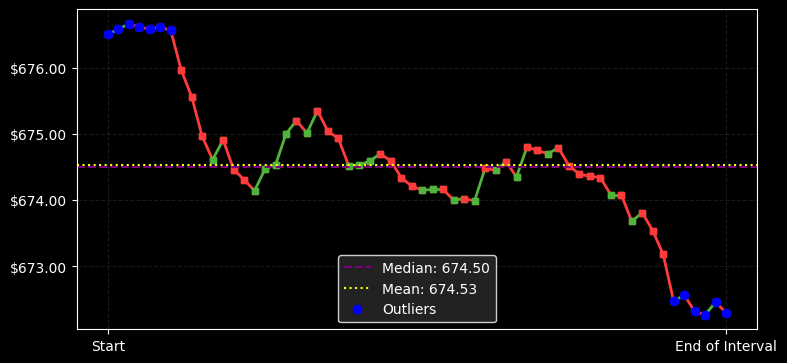 $676.00
$675.00
$674.00
$673.00
Median: 674.50
Mean: 674.53
Outliers
Start
End of Interval